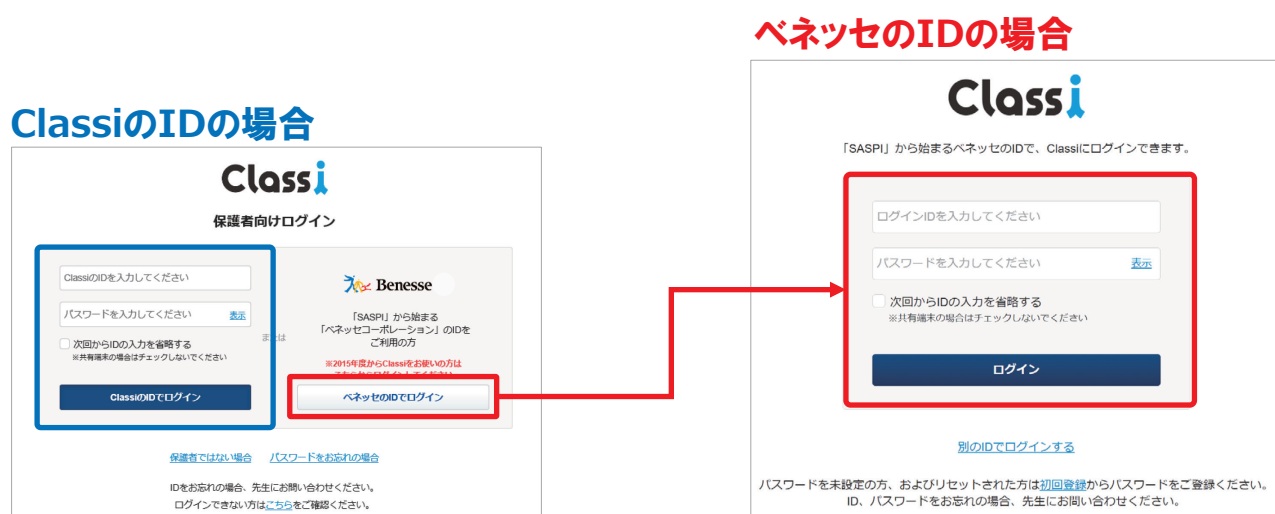 ClassiのIDの場合
Classi
保護者向けログイン
ClassiのIDを入力してください
パスワードを入力してください 表示
次回からIDの入力を省略する
※共有端末の場合はチェックしないでください
ClassiのIDでログイン
または
Benesse
「SASPI」から始まる
「ベネッセコーポレーション」のIDを
ご利用の方
※2015年度からClassiをお使いの方は
こちらからログインしてください
ベネッセのIDでログイン
保護者ではない場合 パスワードをお忘れの場合
IDをお忘れの場合、先生にお問い合わせください。
ログインできない方はこちらをご確認ください。
ベネッセのIDの場合
Classi
「SASPI」から始まるベネッセのIDで、Classiにログインできます。
ログインIDを入力してください
パスワードを入力してください 表示
次回からIDの入力を省略する
※共有端末の場合はチェックしないでください
ログイン
別のIDでログインする
パスワードを未設定の方、およびリセットされた方は初回登録からパスワードをご登録ください。
ID、パスワードをお忘れの場合、先生にお問い合わせください。